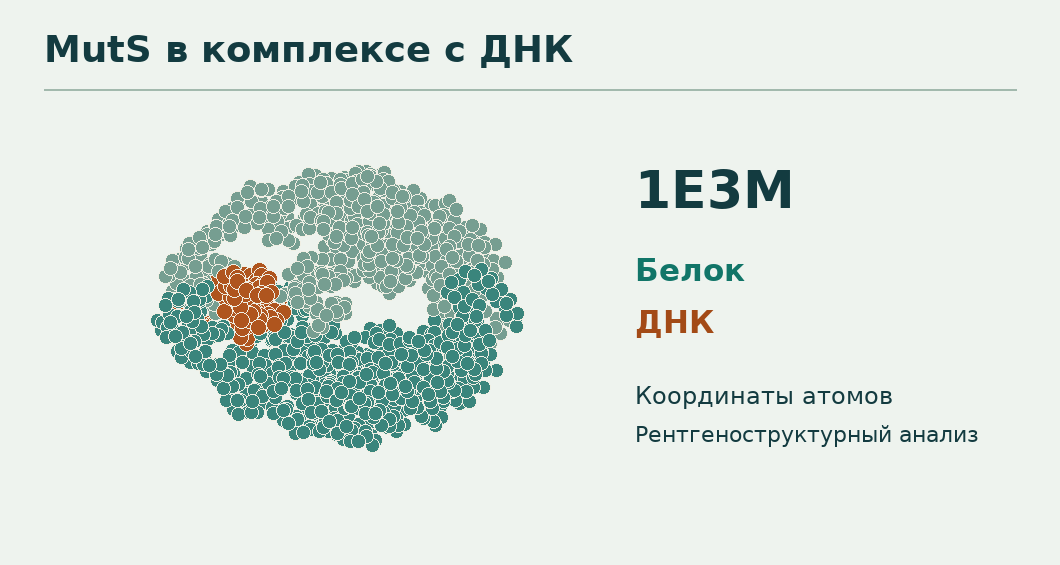 MutS в комплексе с ДНК
1E3M
Белок
ДНК
Координаты атомов
Рентгеноструктурный анализ